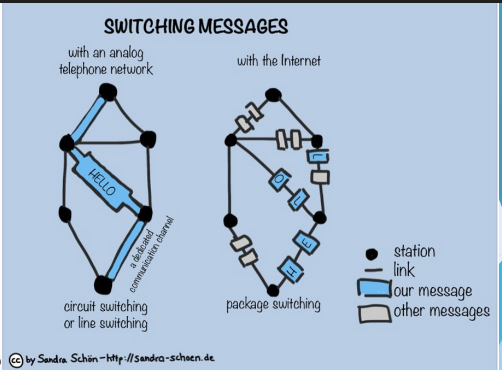 SWITCHING MESSAGES
with an analog
telephone network
with the Internet
HELLO
a dedicated
communication channel
L
O
L
E
H
circuit switching
or line switching
package switching
station
link
our message
other messages
cc by Sandra Schön - http://sandra-schoen.de